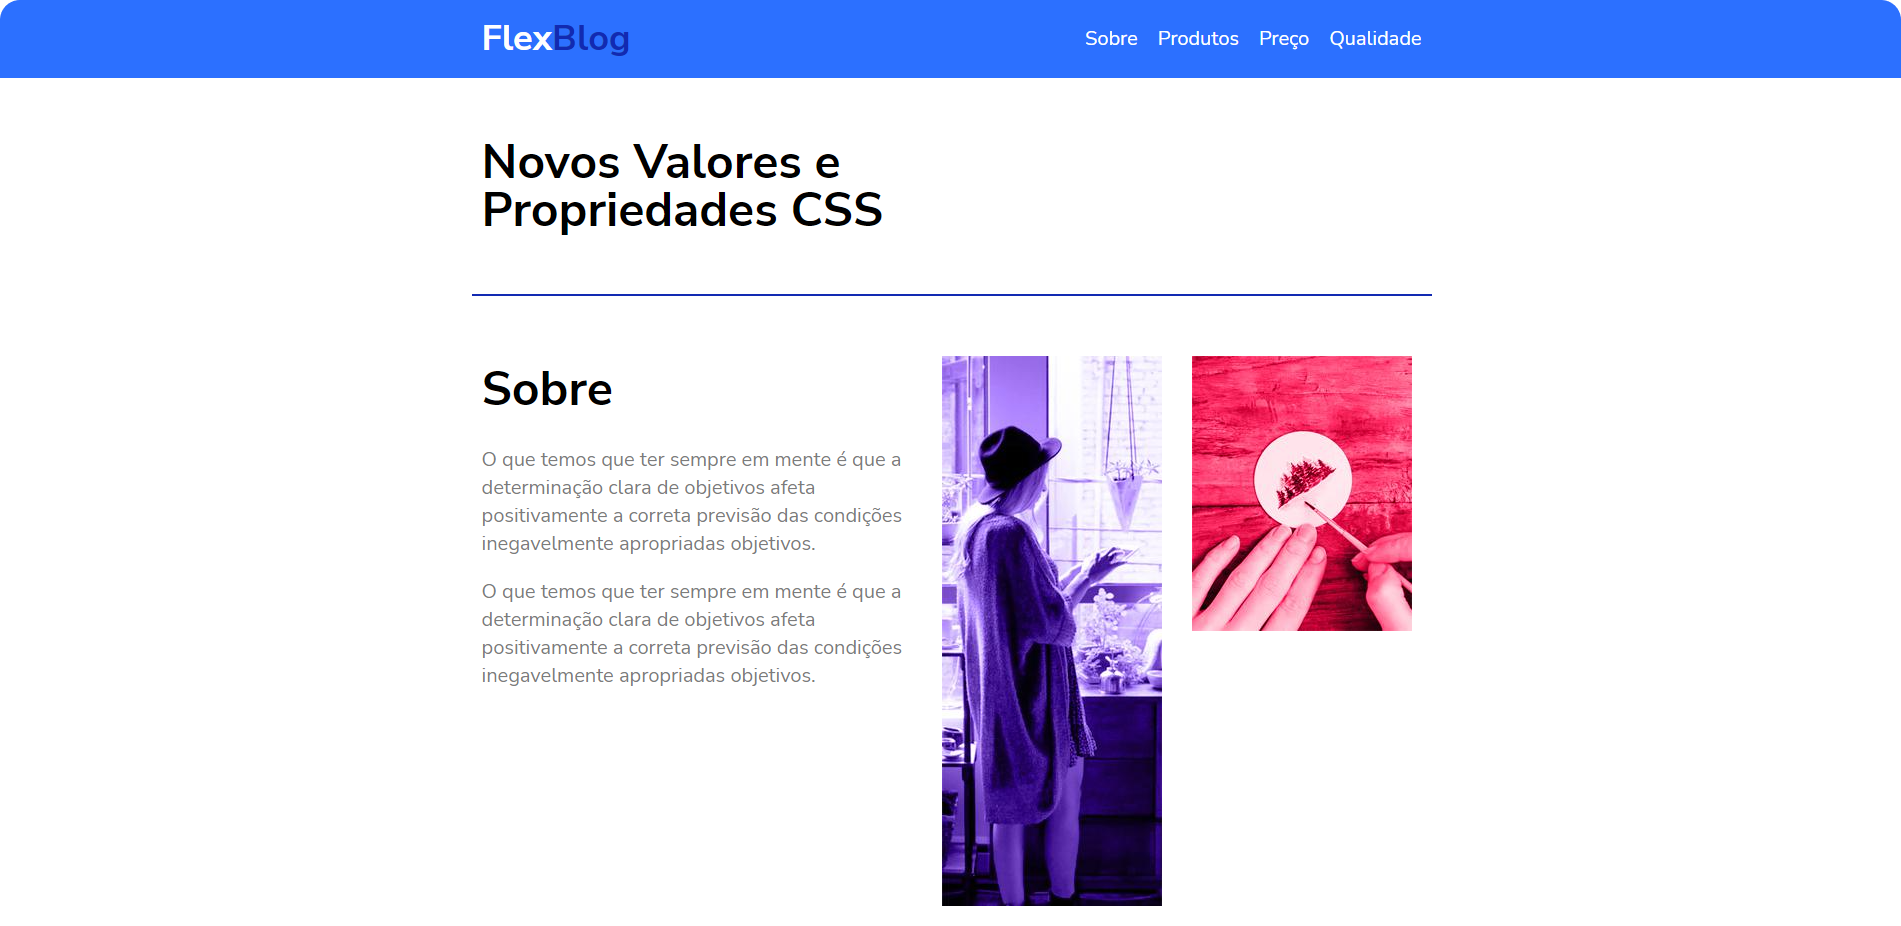 FlexBlog
Sobre Produtos Preço Qualidade
Novos Valores e
Propriedades CSS
Sobre
O que temos que ter sempre em mente é que a
determinação clara de objetivos afeta
positivamente a correta previsão das condições
inegavelmente apropriadas objetivos.
O que temos que ter sempre em mente é que a
determinação clara de objetivos afeta
positivamente a correta previsão das condições
inegavelmente apropriadas objetivos.